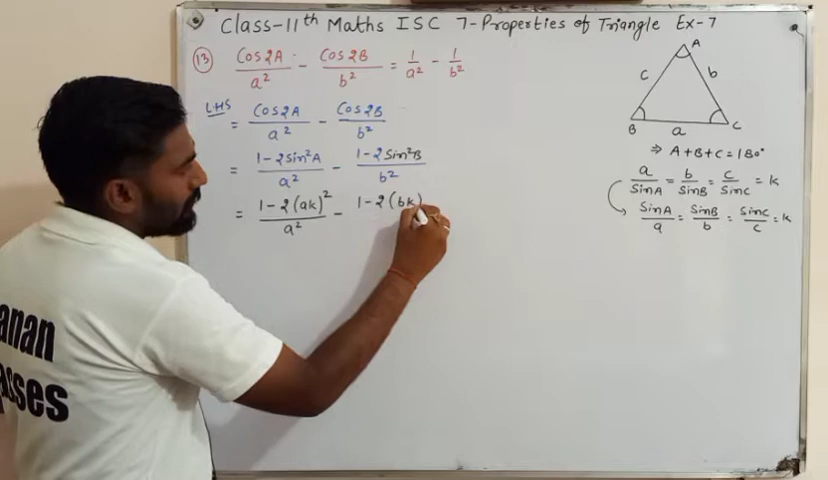 Class-11th Maths ISC 7-Properties of Triangle Ex-7
(13) Cos2A/a² - Cos2B/b² = 1/a² - 1/b²
LHS
= Cos2A/a² - Cos2B/b²
= 1-2Sin²A/a² - 1-2Sin²B/b²
= 1-2(ak)²/a² - 1-2(bk)
A
c b
B a C
⇒ A+B+C=180°
a/SinA = b/SinB = c/SinC = k
SinA/a = SinB/b = SinC/c = k
anan
asses